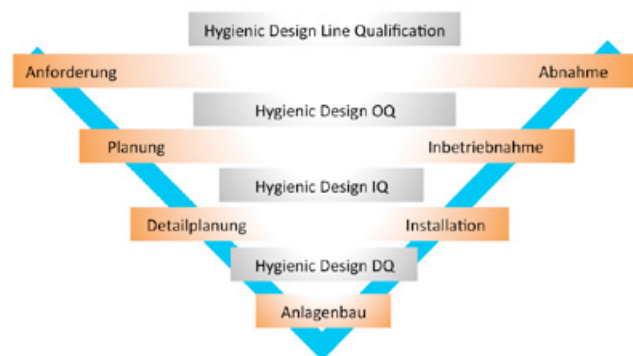 Hygienic Design Line Qualification
Anforderung
Abnahme
Hygienic Design OQ
Planung
Inbetriebnahme
Hygienic Design IQ
Detailplanung
Installation
Hygienic Design DQ
Anlagenbau